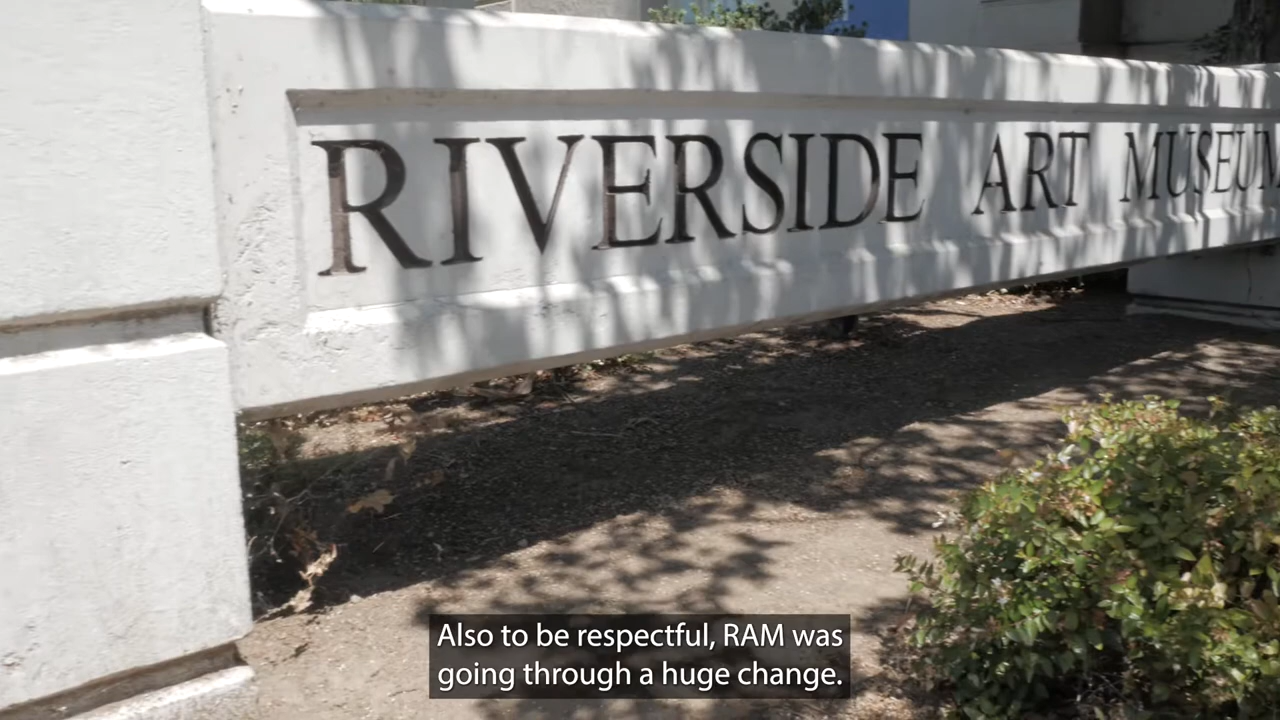 RIVERSIDE ART MUSEUM
Also to be respectful, RAM was
going through a huge change.